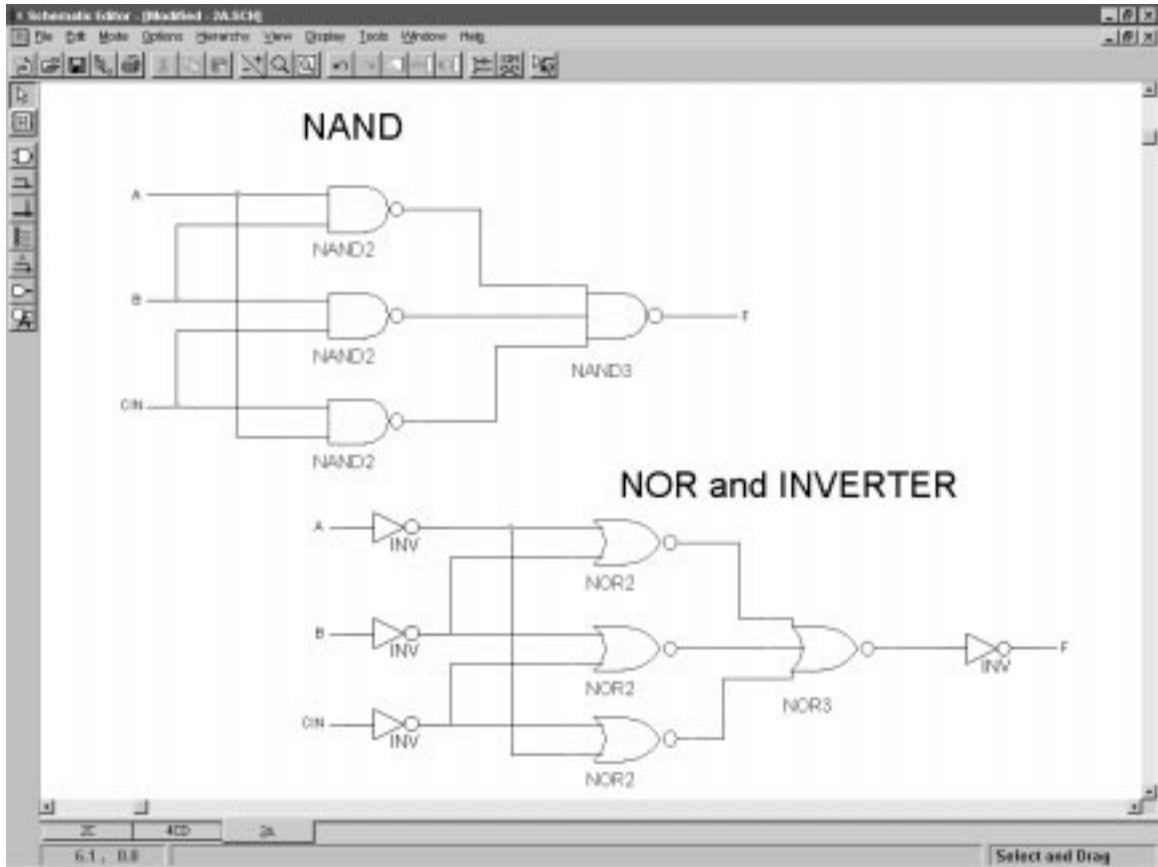 Schematic Editor - [Modified - 2A.SCH]
File Edit Mode Options Hierarchy View Display Tools Window Help
NAND
A
NAND2
B
NAND2
F
NAND3
CIN
NAND2
NOR and INVERTER
A
INV
NOR2
B
INV
NOR2
F
INV
NOR3
CIN
INV
NOR2
2C 4CD 2A
6.1 , 0.8 Select and Drag